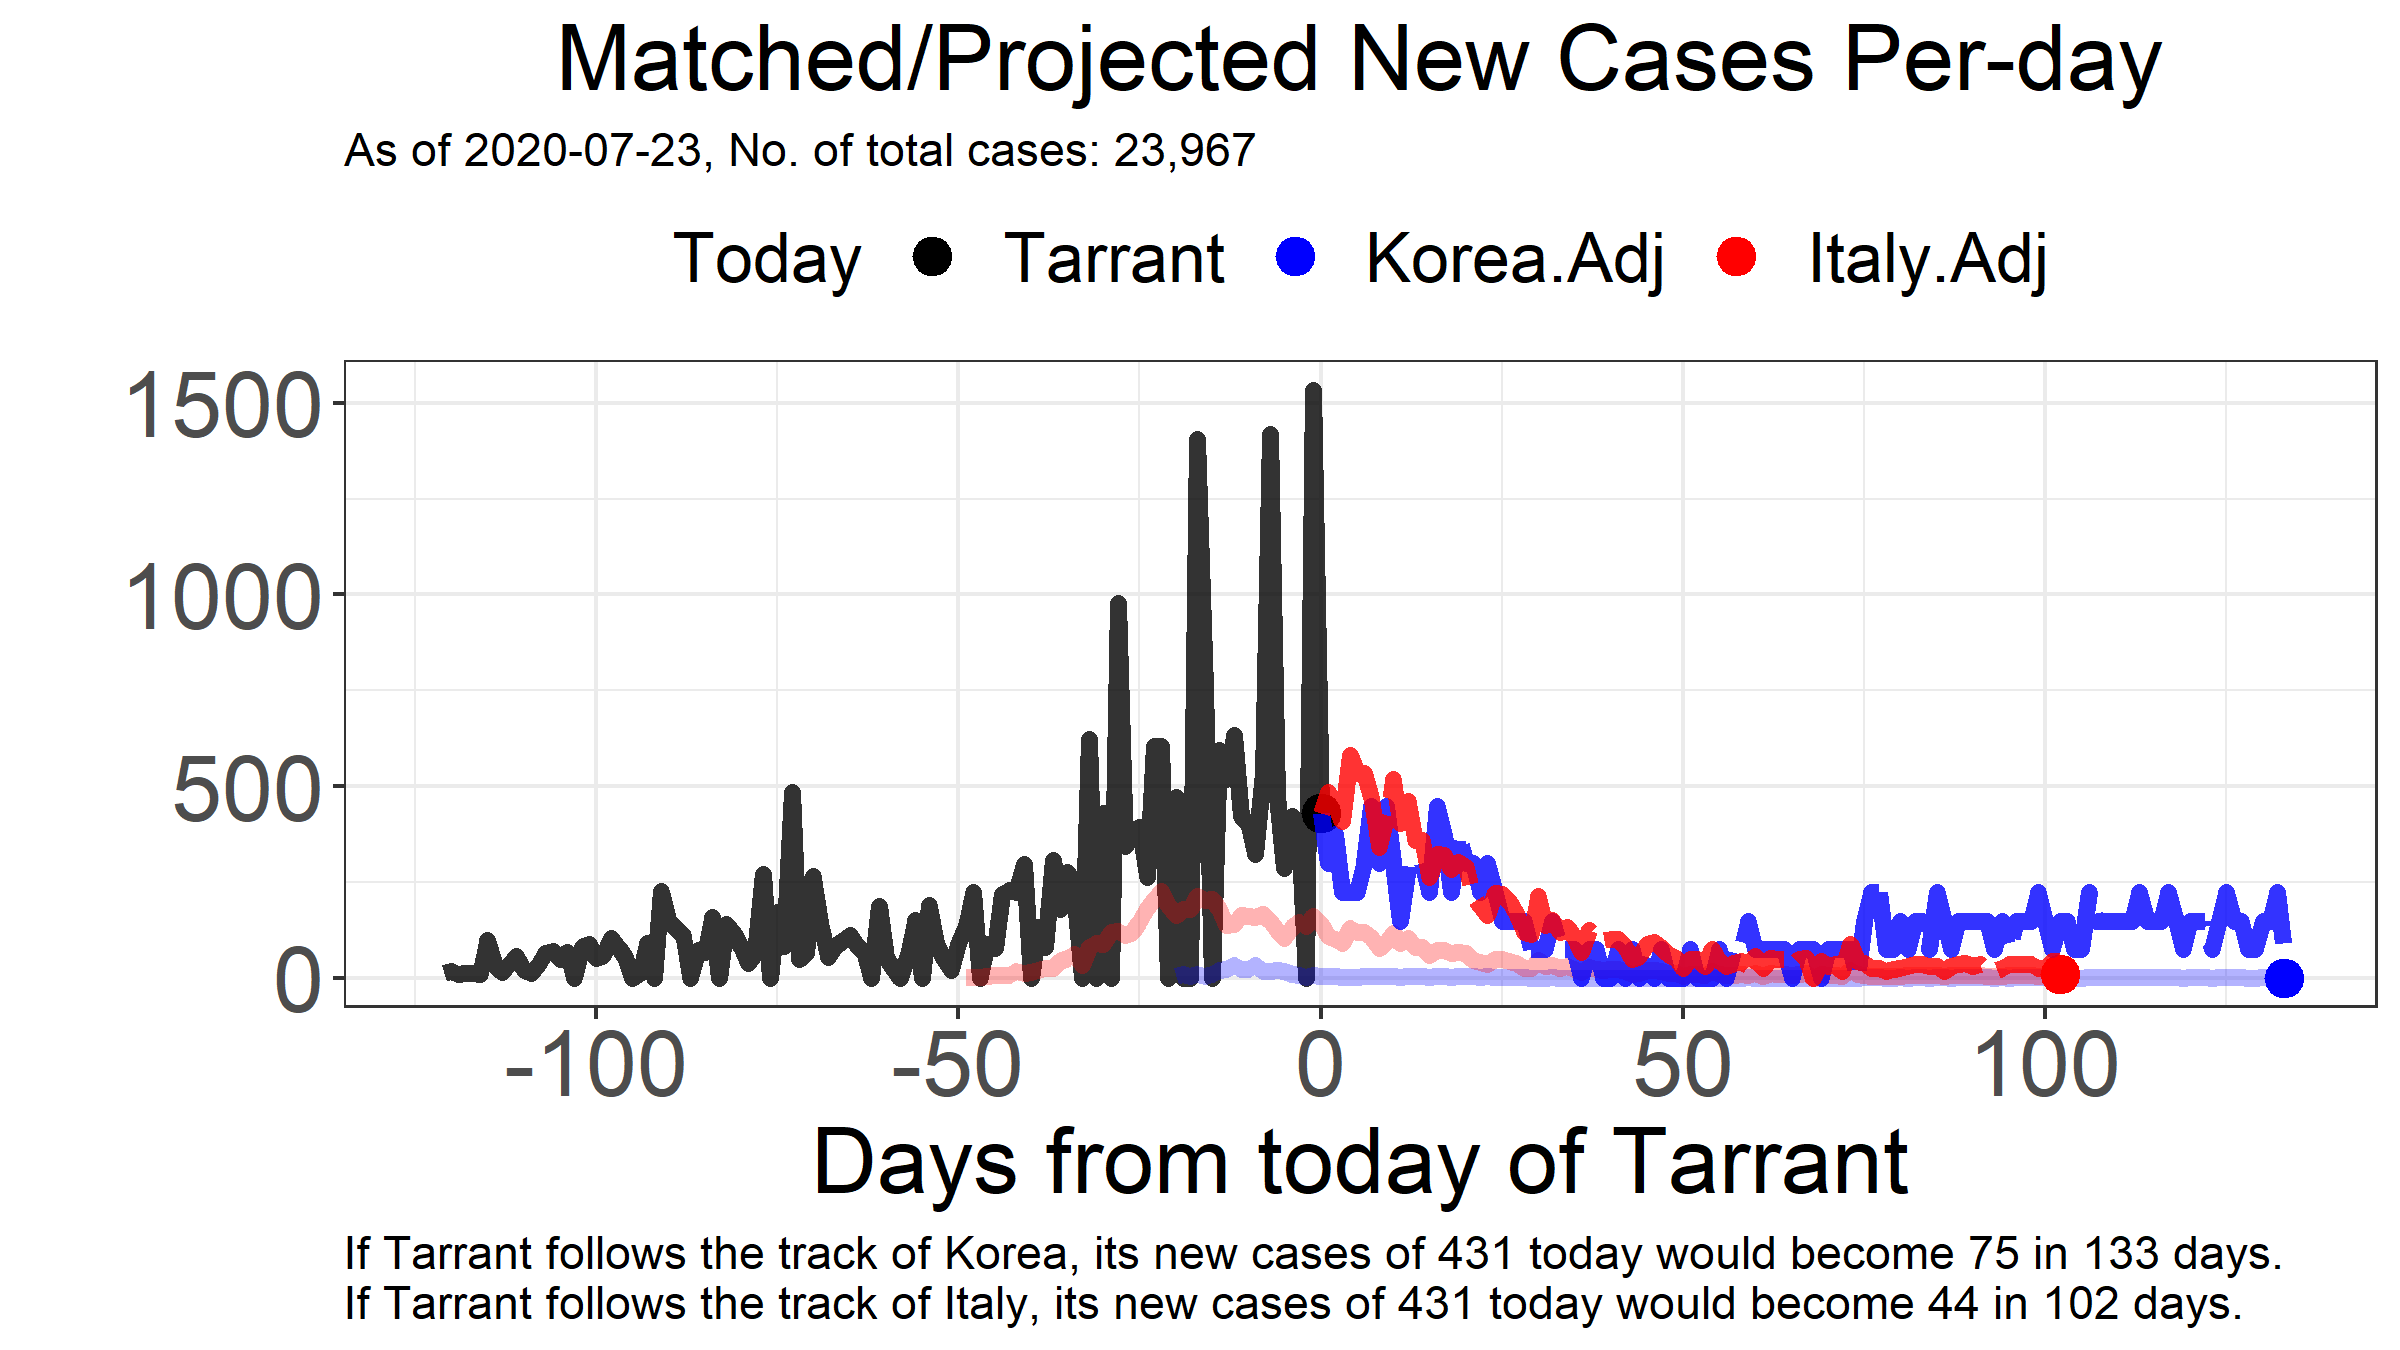 Matched/Projected New Cases Per-day
As of 2020-07-23, No. of total cases: 23,967
Today Tarrant Korea.Adj Italy.Adj
1500
1000
500
0
-100 -50 0 50 100
Days from today of Tarrant
If Tarrant follows the track of Korea, its new cases of 431 today would become 75 in 133 days.
If Tarrant follows the track of Italy, its new cases of 431 today would become 44 in 102 days.